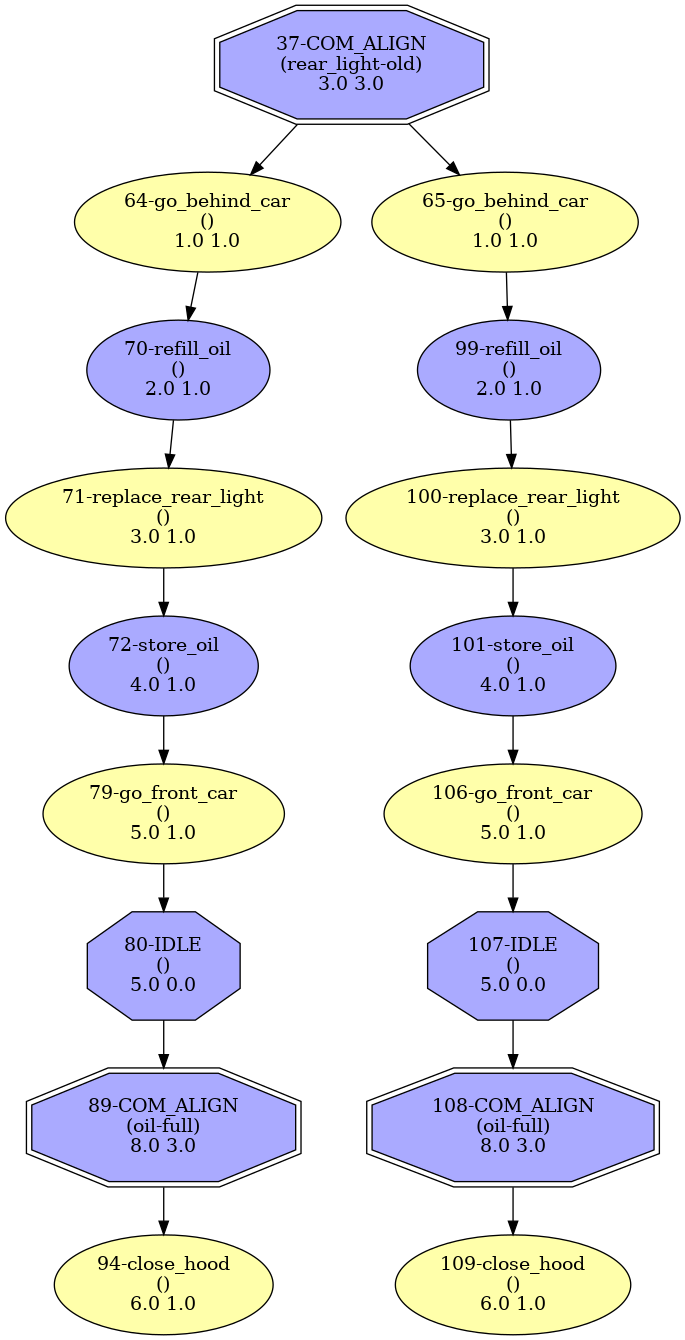 37-COM_ALIGN
(rear_light-old)
3.0 3.0
64-go_behind_car
()
1.0 1.0
65-go_behind_car
()
1.0 1.0
70-refill_oil
()
2.0 1.0
99-refill_oil
()
2.0 1.0
71-replace_rear_light
()
3.0 1.0
100-replace_rear_light
()
3.0 1.0
72-store_oil
()
4.0 1.0
101-store_oil
()
4.0 1.0
79-go_front_car
()
5.0 1.0
106-go_front_car
()
5.0 1.0
80-IDLE
()
5.0 0.0
107-IDLE
()
5.0 0.0
89-COM_ALIGN
(oil-full)
8.0 3.0
108-COM_ALIGN
(oil-full)
8.0 3.0
94-close_hood
()
6.0 1.0
109-close_hood
()
6.0 1.0